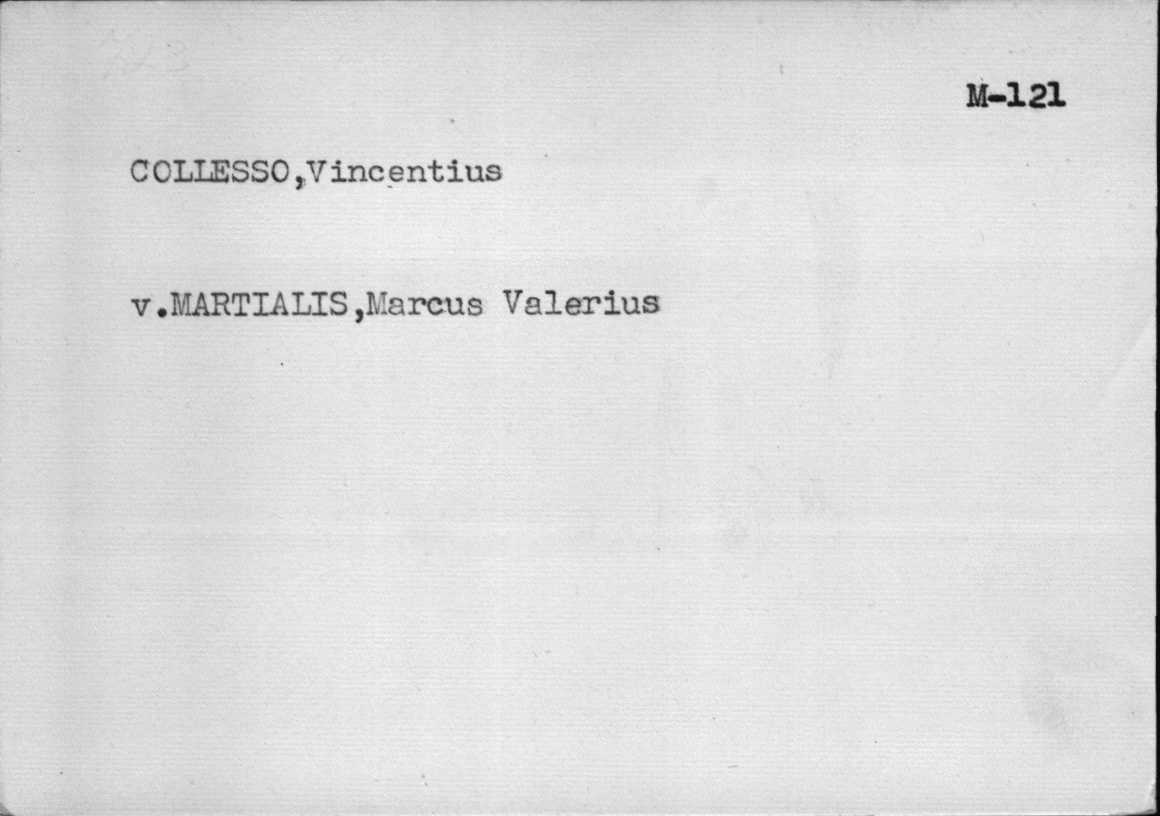 M-121
COLLESSO,Vincentius
v.MARTIALIS,Marcus Valerius